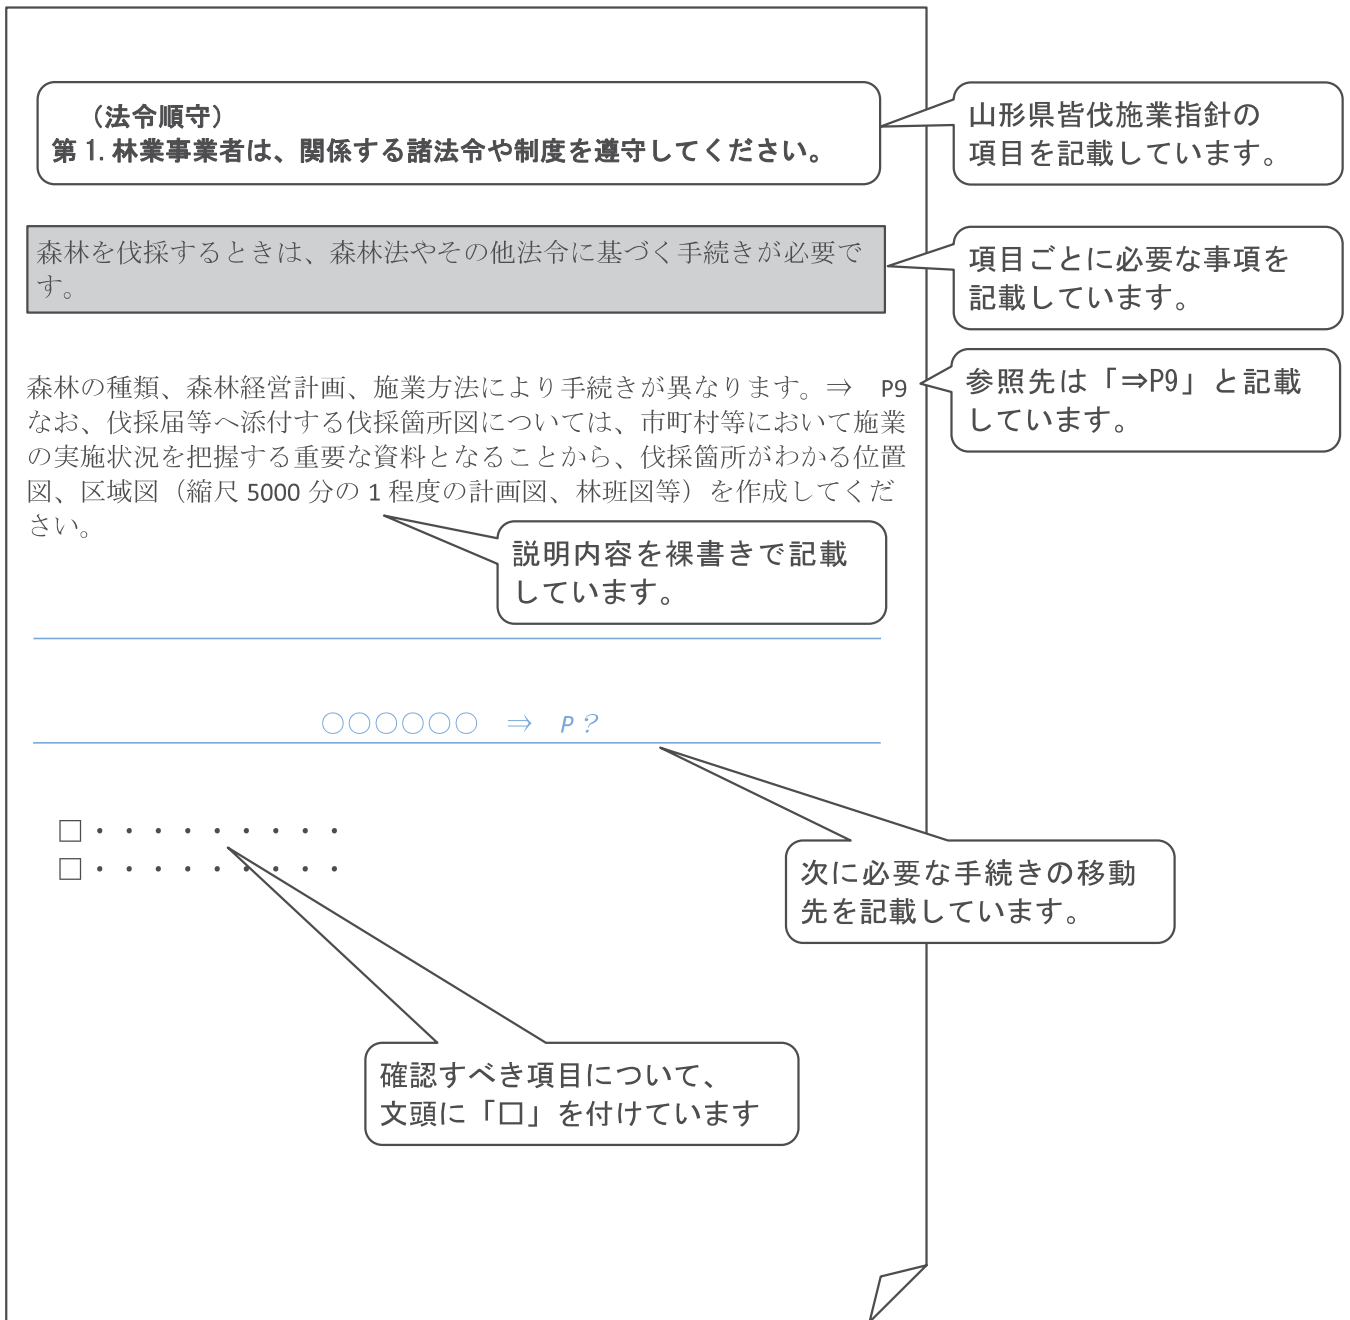 (法令順守)
第1.林業事業者は、関係する諸法令や制度を遵守してください。
山形県皆伐施業指針の
項目を記載しています。
森林を伐採するときは、森林法やその他法令に基づく手続きが必要で
す。
項目ごとに必要な事項を
記載しています。
森林の種類、森林経営計画、施業方法により手続きが異なります。⇒ P9
なお、伐採届等へ添付する伐採箇所図については、市町村等において施業
の実施状況を把握する重要な資料となることから、伐採箇所がわかる位置
図、区域図（縮尺 5000 分の 1 程度の計画図、林班図等）を作成してくだ
さい。
参照先は「⇒P9」と記載
しています。
説明内容を裸書きで記載
しています。
○○○○○○ ⇒ P？
□・・・・・・・・・
□・・・・・・・・・
次に必要な手続きの移動
先を記載しています。
確認すべき項目について、
文頭に「□」を付けています